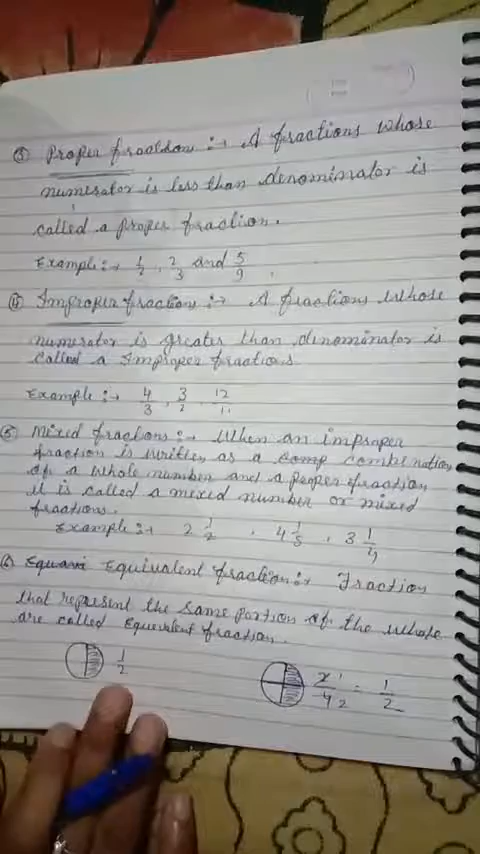 ③ Proper fraction :→ A fractions whose
numerator is less than denominator is
called a proper fraction.
Example :→ 1/2, 2/3 and 5/9.
④ Improper fraction :→ A fractions whose
numerator is greater than denominator is
called a Improper fractions
Example :→ 4/3, 3/2, 12/11
⑤ Mixed fractions :→ When an improper
fraction is written as a comp combination
of a whole number and a proper fraction,
it is called a mixed number or mixed
fractions.
Example :→ 2 1/2, 4 1/5, 3 1/4
⑥ Equavi Equivalent fraction :→ Fraction
that represent the same portion of the whole
are called Equivalent fraction.
1/2
2 1/4 2 = 1/2